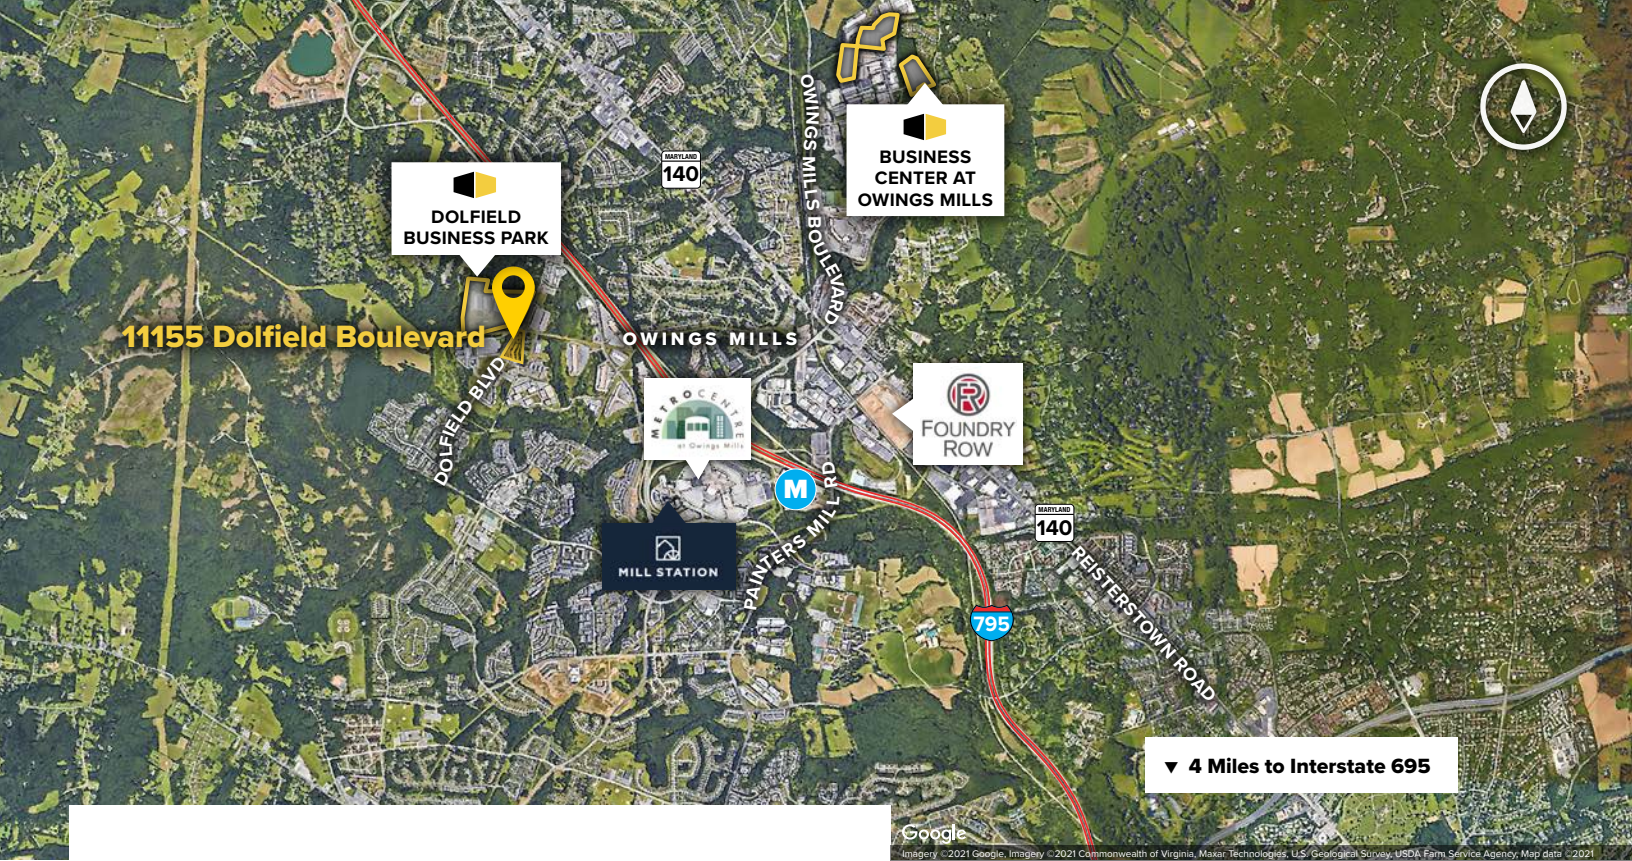 OWINGS MILLS BOULEVARD
BUSINESS
CENTER AT
OWINGS MILLS
MARYLAND
140
DOLFIELD
BUSINESS PARK
11155 Dolfield Boulevard
OWINGS MILLS
DOLFIELD BLVD
METROCENTRE
at Owings Mills
FR
FOUNDRY
ROW
M
PAINTERS MILL RD
MILL STATION
MARYLAND
140
REISTERSTOWN ROAD
795
▼ 4 Miles to Interstate 695
Google
Imagery ©2021 Google, Imagery ©2021 Commonwealth of Virginia, Maxar Technologies, U.S. Geological Survey, USDA Farm Service Agency, Map data ©2021